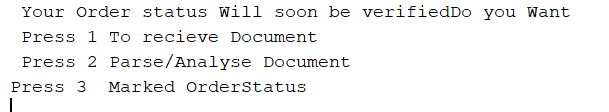 Your Order status Will soon be verifiedDo you Want
Press 1 To recieve Document
Press 2 Parse/Analyse Document
Press 3  Marked OrderStatus